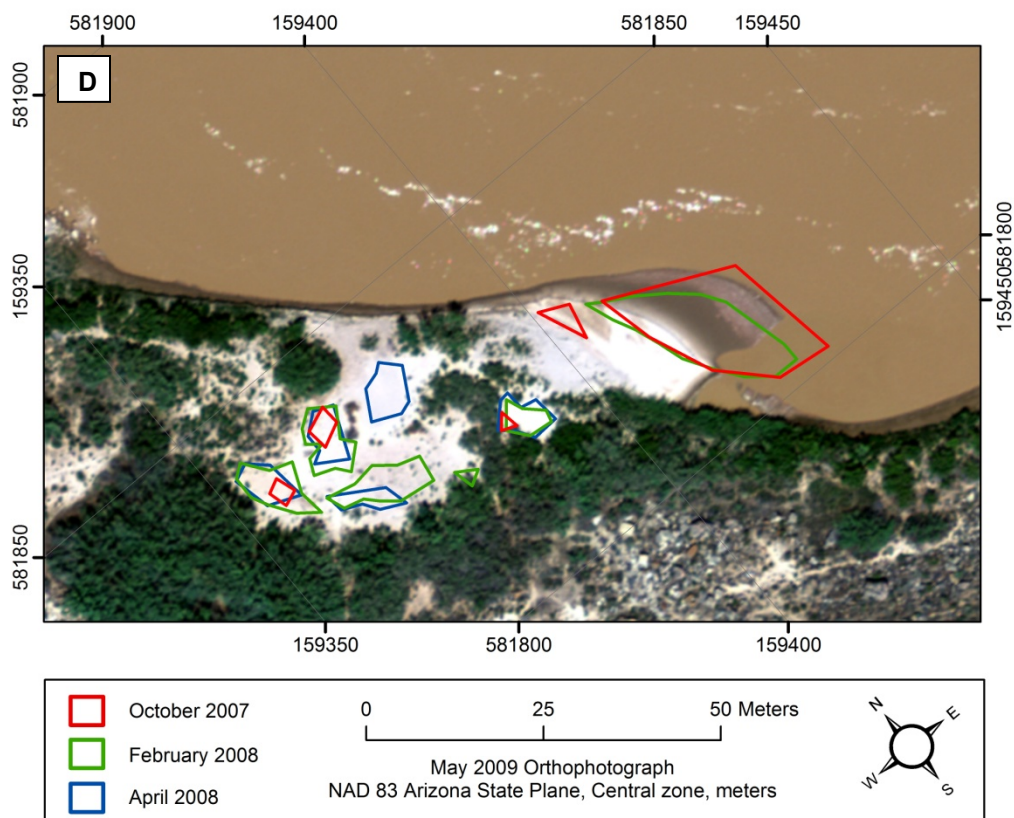 581900 159400 581850 159450
D
581900
159350
581850
581800
159450
159350 581800 159400
October 2007
February 2008
April 2008
0 25 50 Meters
May 2009 Orthophotograph
NAD 83 Arizona State Plane, Central zone, meters
N
E
W
S